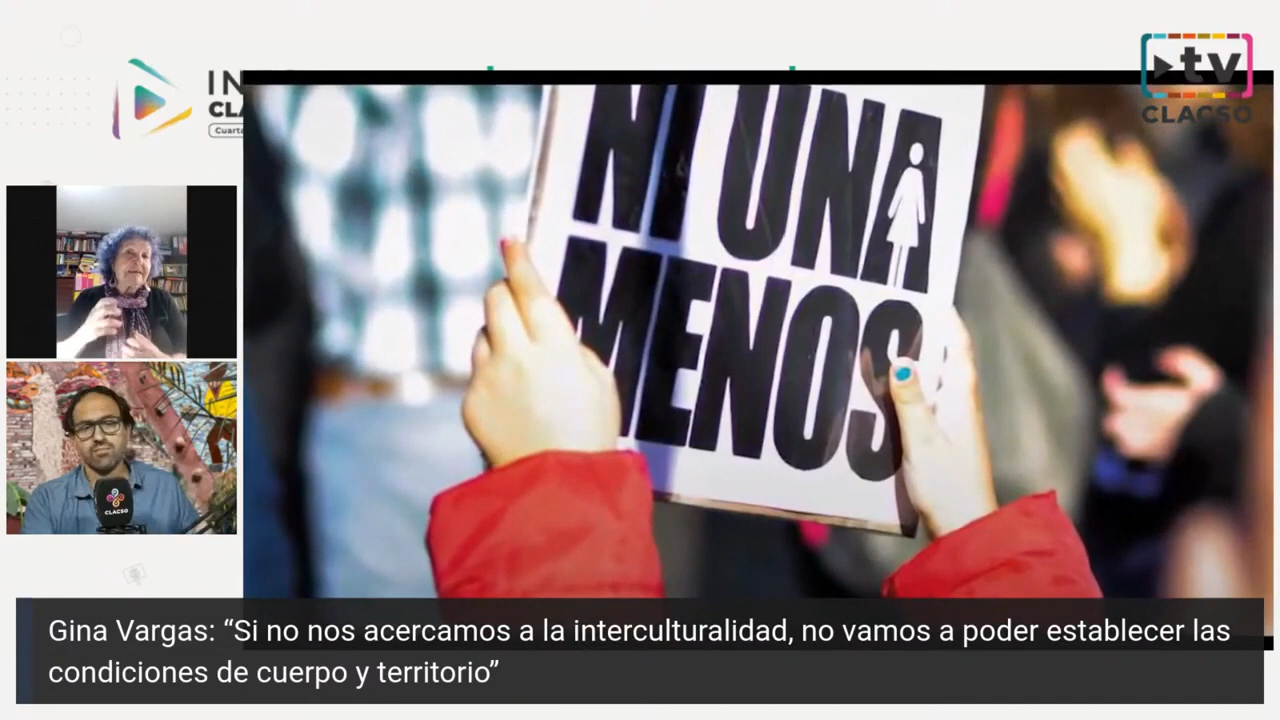 tv
CLACSO
NI UNA
MENOS
CLACSO
Gina Vargas: “Si no nos acercamos a la interculturalidad, no vamos a poder establecer las
condiciones de cuerpo y territorio”